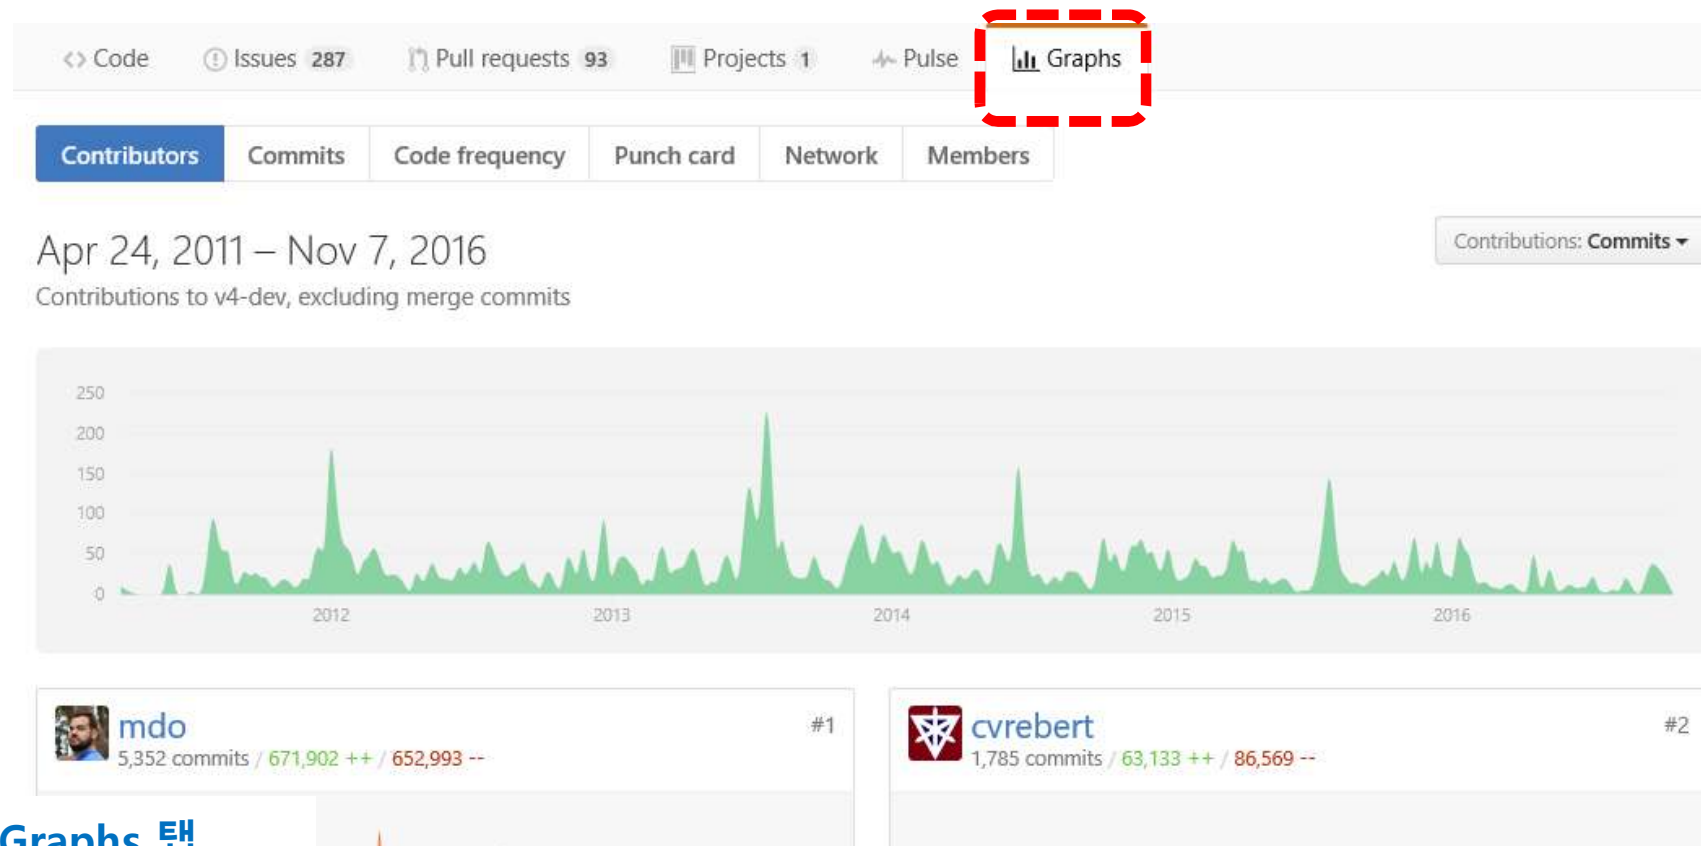 Code Issues 287 Pull requests 93 Projects 1 Pulse Graphs
Contributors Commits Code frequency Punch card Network Members
Apr 24, 2011 – Nov 7, 2016
Contributions: Commits
Contributions to v4-dev, excluding merge commits
250
200
150
100
50
0
2012 2013 2014 2015 2016
mdo #1
5,352 commits / 671,902 ++ / 652,993 --
cvrebert #2
1,785 commits / 63,133 ++ / 86,569 --
Graphs 탭